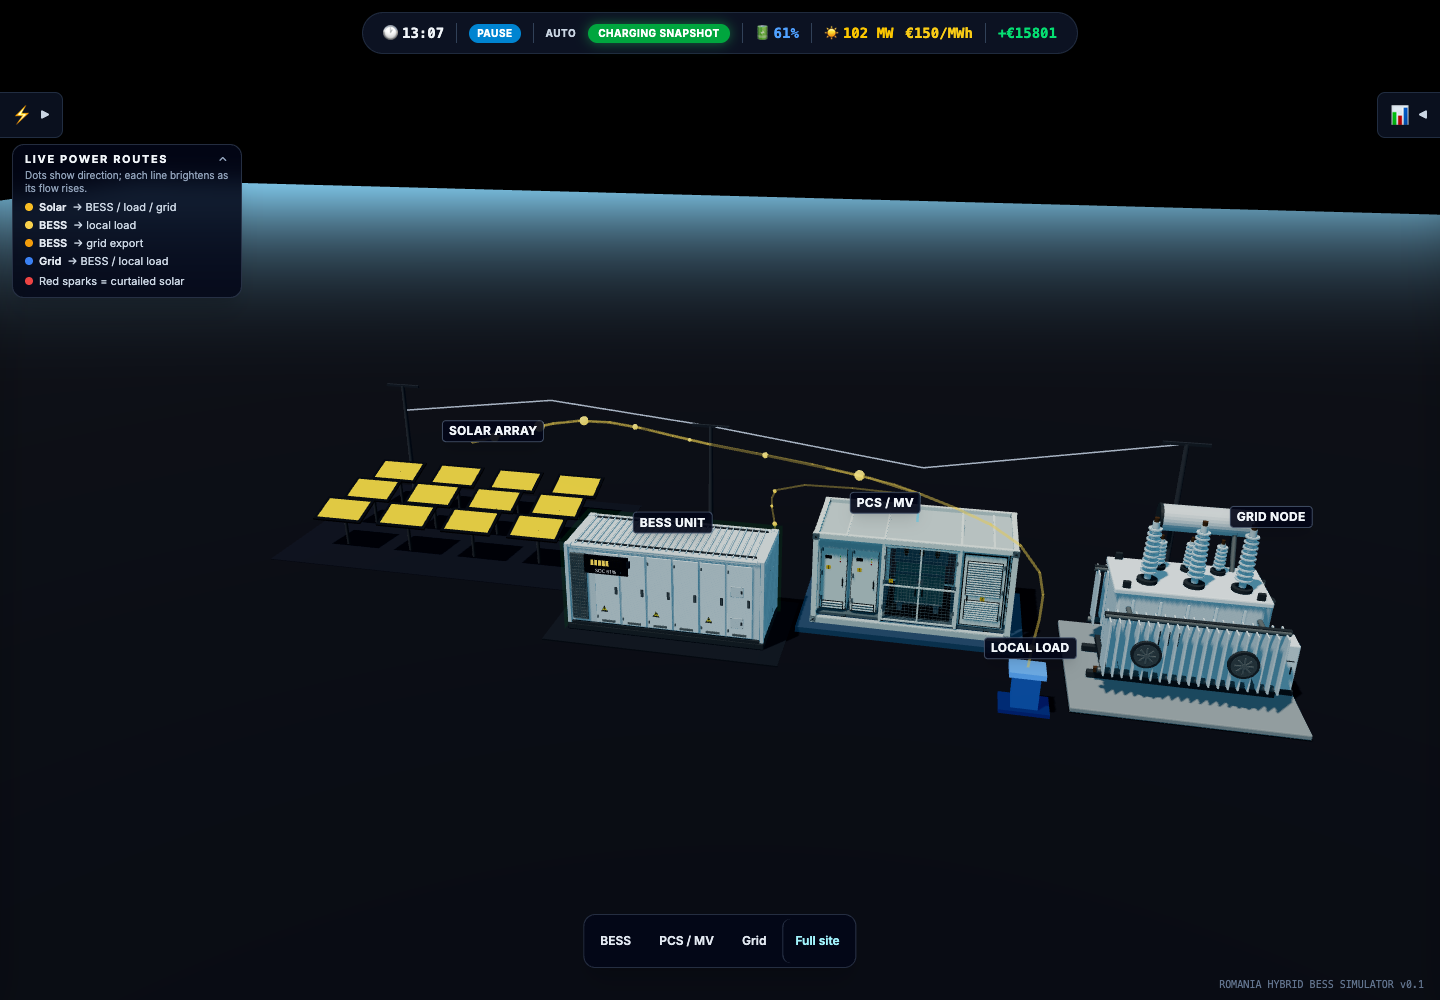 13:07 PAUSE AUTO CHARGING SNAPSHOT 61% 102 MW €150/MWh +€15801
LIVE POWER ROUTES
Dots show direction; each line brightens as
its flow rises.
Solar → BESS / load / grid
BESS → local load
BESS → grid export
Grid → BESS / local load
Red sparks = curtailed solar
SOLAR ARRAY
BESS UNIT
PCS / MV
GRID NODE
SOC 61%
LOCAL LOAD
BESS PCS / MV Grid Full site
ROMANIA HYBRID BESS SIMULATOR v0.1